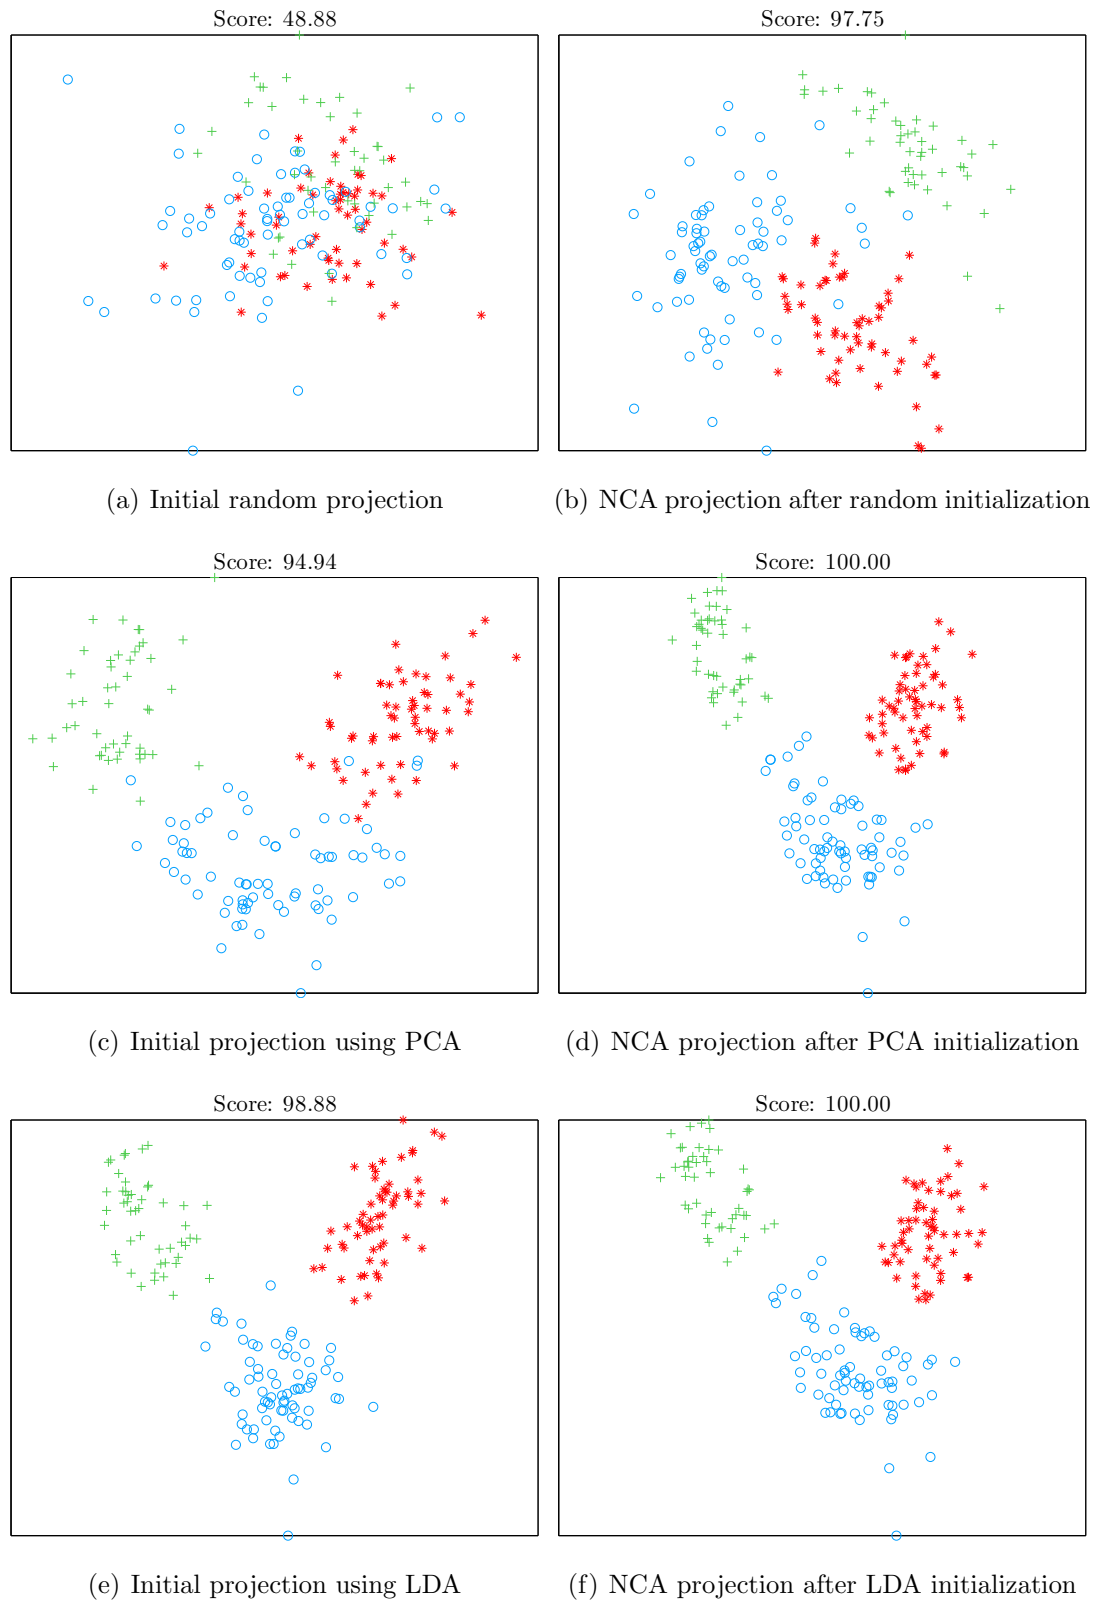 Score: 48.88
Score: 97.75
(a) Initial random projection
(b) NCA projection after random initialization
Score: 94.94
Score: 100.00
(c) Initial projection using PCA
(d) NCA projection after PCA initialization
Score: 98.88
Score: 100.00
(e) Initial projection using LDA
(f) NCA projection after LDA initialization